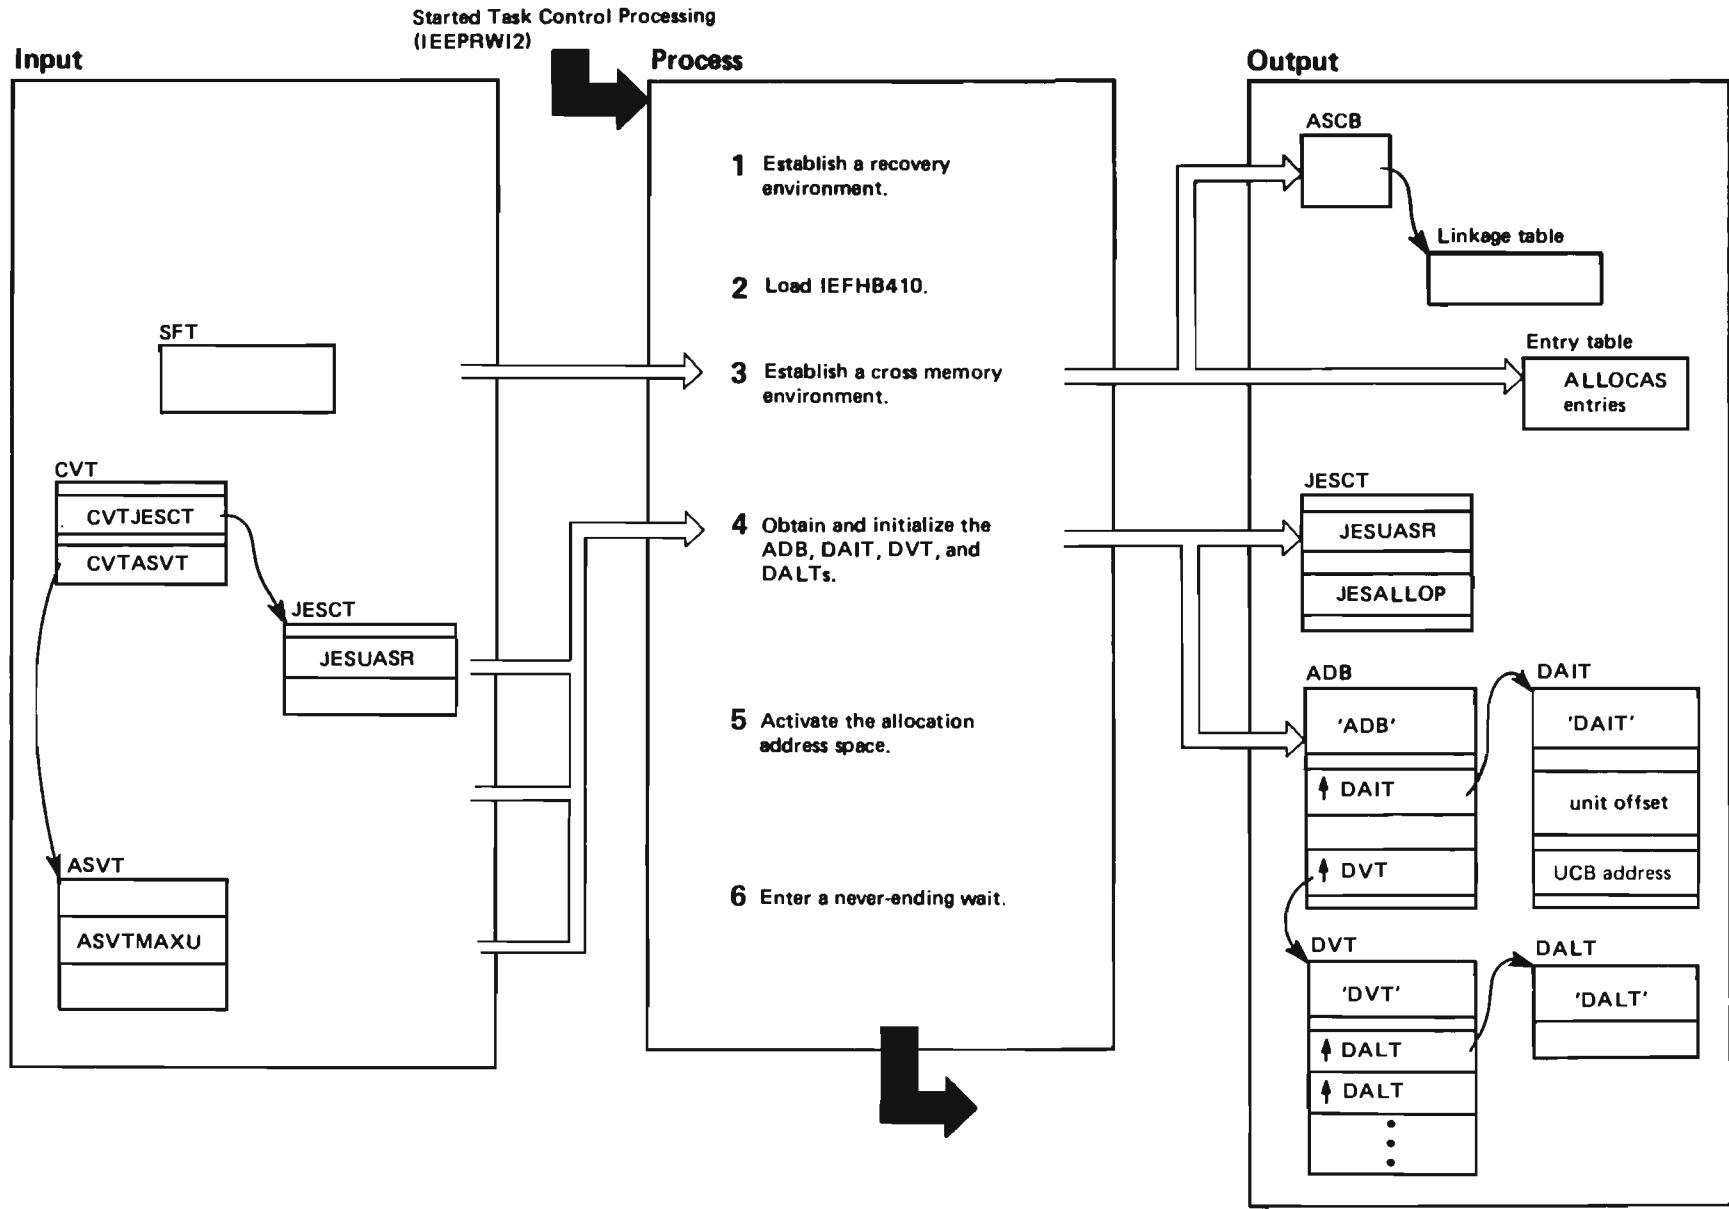 Started Task Control Processing
(IEEPRWI2)
Input
Process
Output
SFT
CVT
CVTJESCT
CVTASVT
JESCT
JESUASR
ASVT
ASVTMAXU
1 Establish a recovery
environment.
2 Load IEFHB410.
3 Establish a cross memory
environment.
4 Obtain and initialize the
ADB, DAIT, DVT, and
DALTs.
5 Activate the allocation
address space.
6 Enter a never-ending wait.
ASCB
Linkage table
Entry table
ALLOCAS
entries
JESCT
JESUASR
JESALLOP
ADB
'ADB'
DAIT
DVT
DAIT
'DAIT'
unit offset
UCB address
DVT
'DVT'
DALT
DALT
DALT
'DALT'